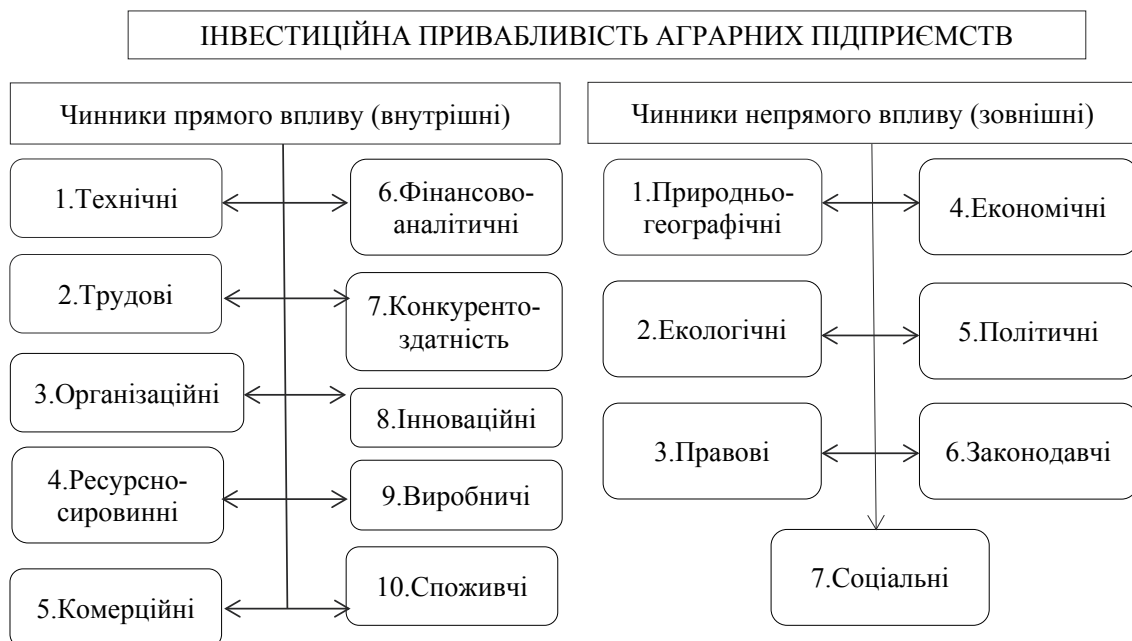 ІНВЕСТИЦІЙНА ПРИВАБЛИВІСТЬ АГРАРНИХ ПІДПРИЄМСТВ
Чинники прямого впливу (внутрішні)
1.Технічні
6.Фінансово-
аналітичні
2.Трудові
7.Конкуренто-
здатність
3.Організаційні
8.Інноваційні
4.Ресурсно-
сировинні
9.Виробничі
5.Комерційні
10.Споживчі
Чинники непрямого впливу (зовнішні)
1.Природньо-
географічні
4.Економічні
2.Екологічні
5.Політичні
3.Правові
6.Законодавчі
7.Соціальні